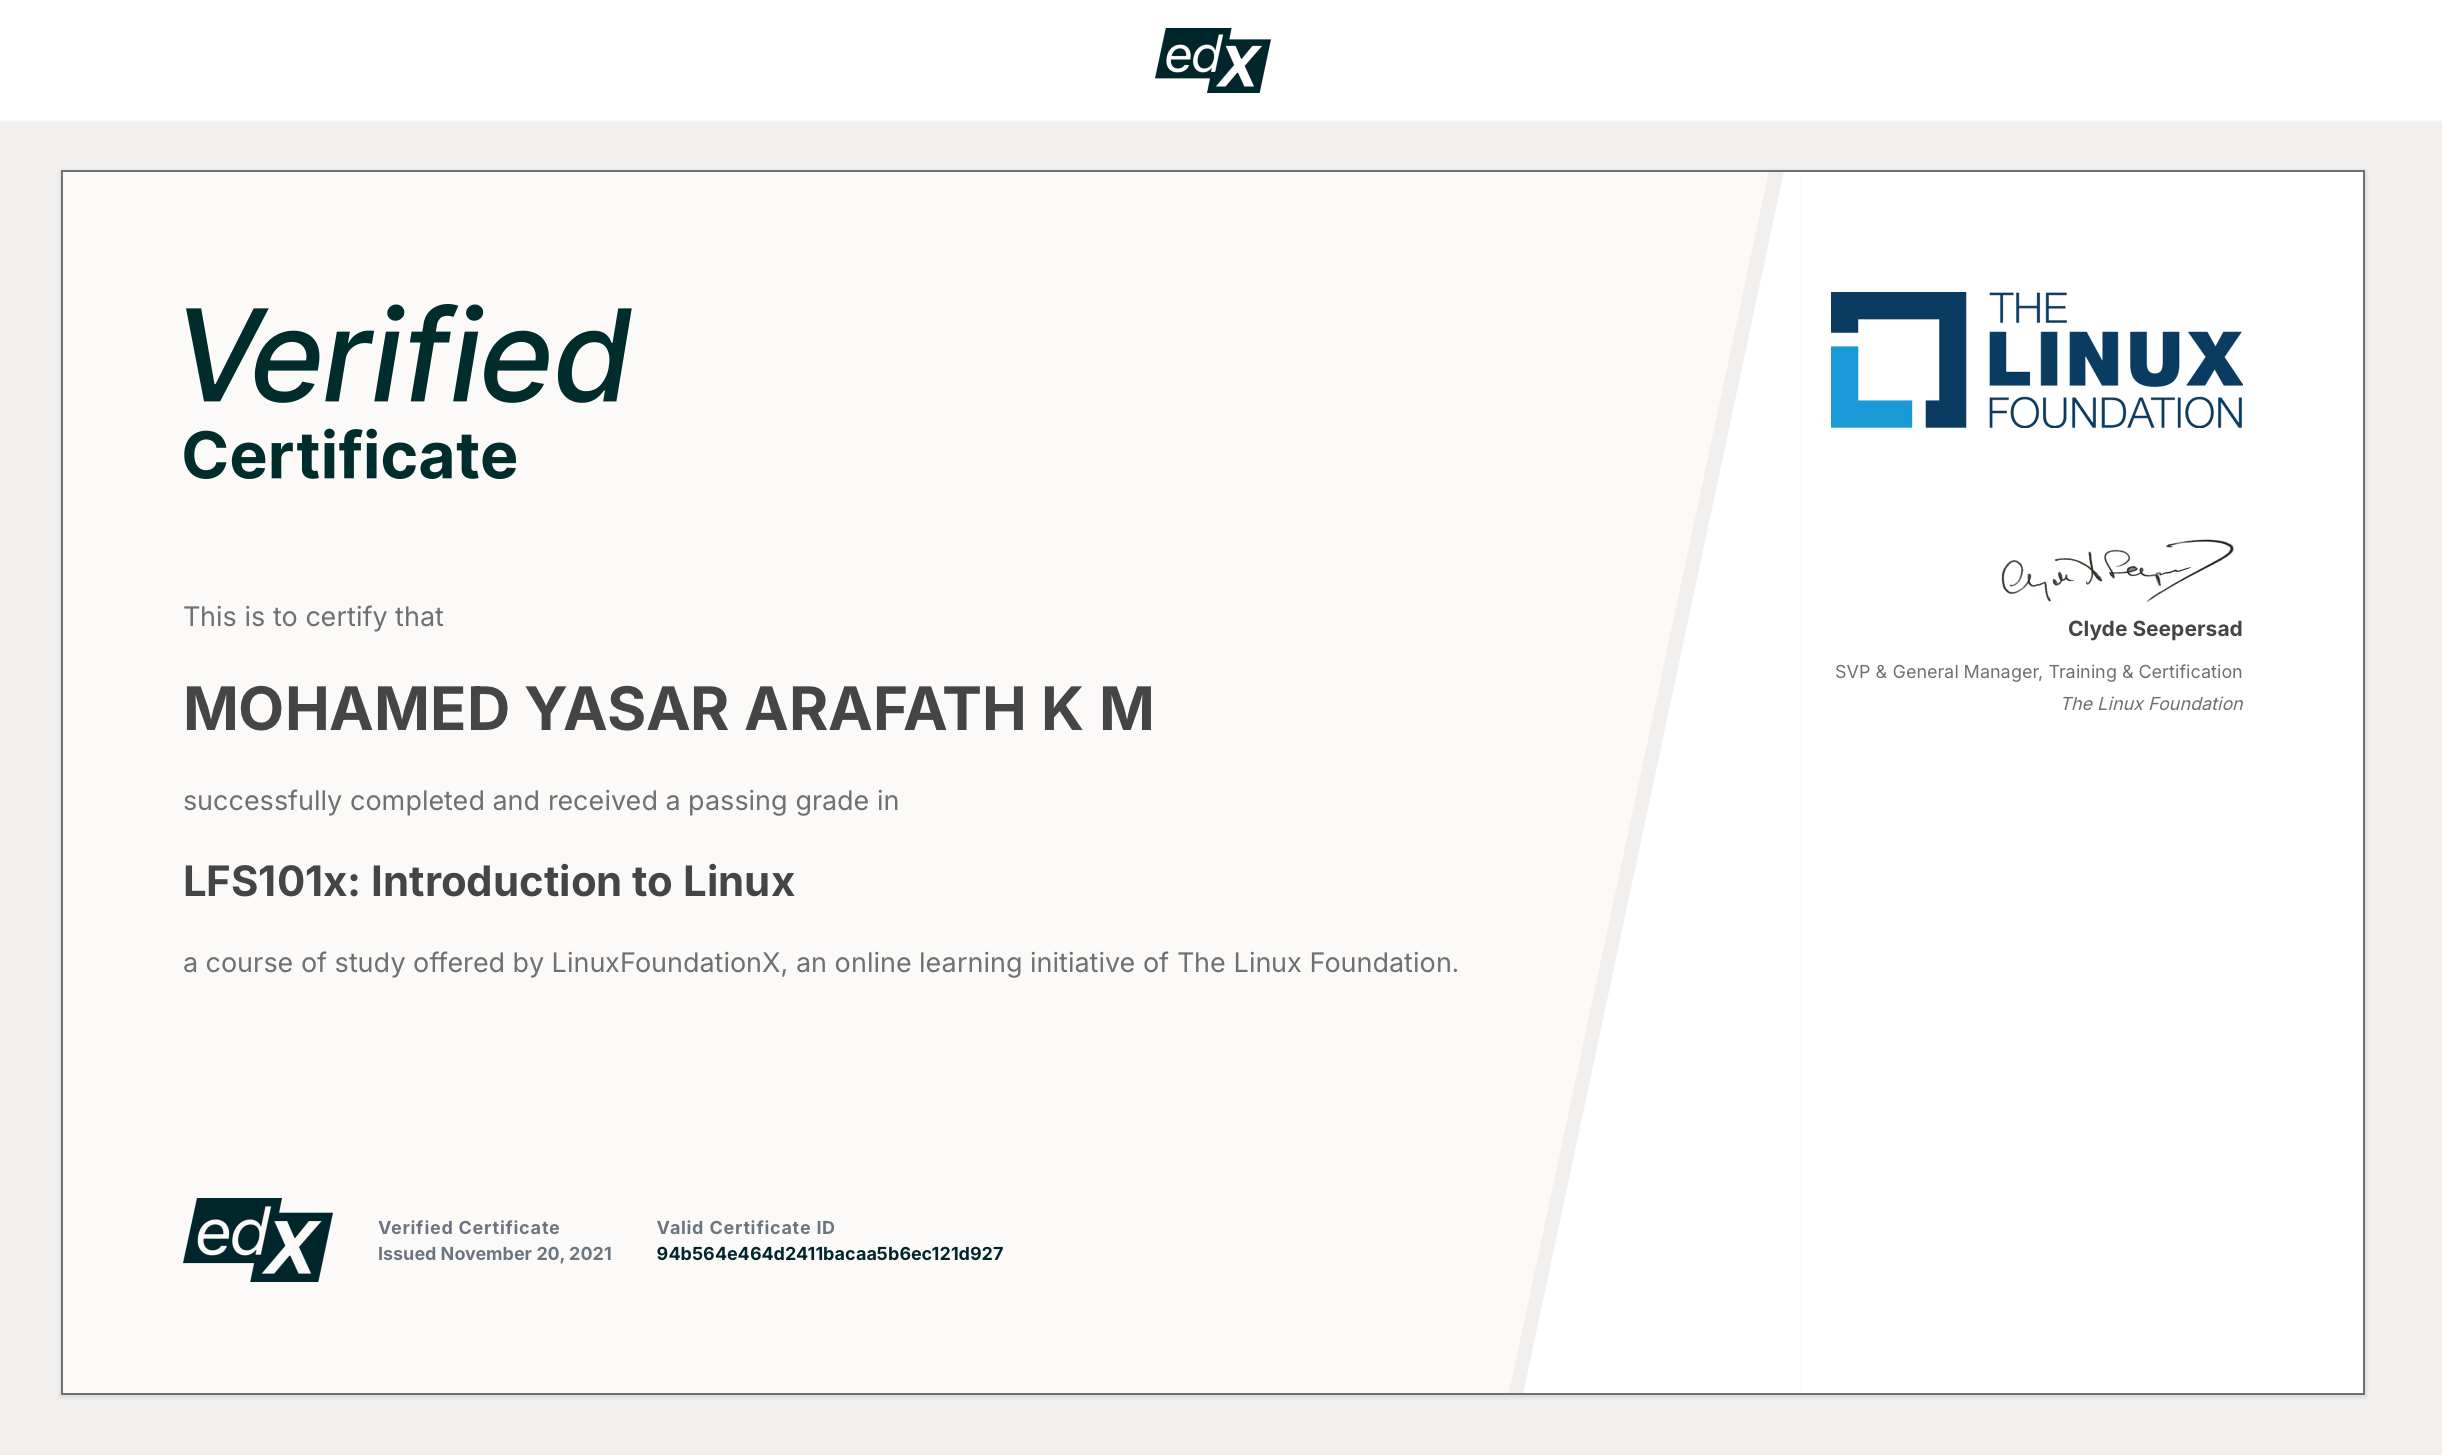 edX
Verified
Certificate
This is to certify that
MOHAMED YASAR ARAFATH K M
successfully completed and received a passing grade in
LFS101x: Introduction to Linux
a course of study offered by LinuxFoundationX, an online learning initiative of The Linux Foundation.
edX
Verified Certificate
Issued November 20, 2021
Valid Certificate ID
94b564e464d2411bacaa5b6ec121d927
THE
LINUX
FOUNDATION
Clyde Seepersad
SVP & General Manager, Training & Certification
The Linux Foundation